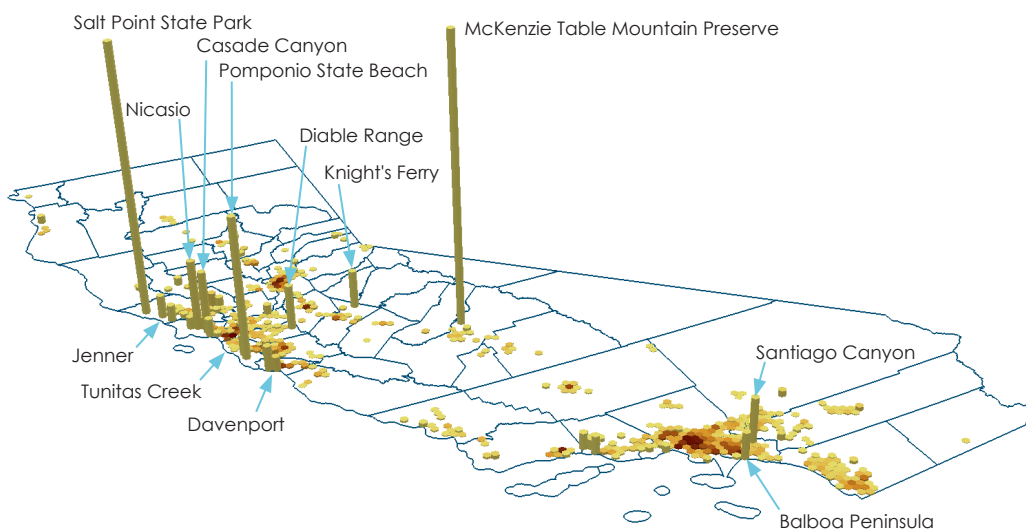 Salt Point State Park
McKenzie Table Mountain Preserve
Casade Canyon
Pomponio State Beach
Nicasio
Diable Range
Knight's Ferry
Jenner
Santiago Canyon
Tunitas Creek
Davenport
Balboa Peninsula